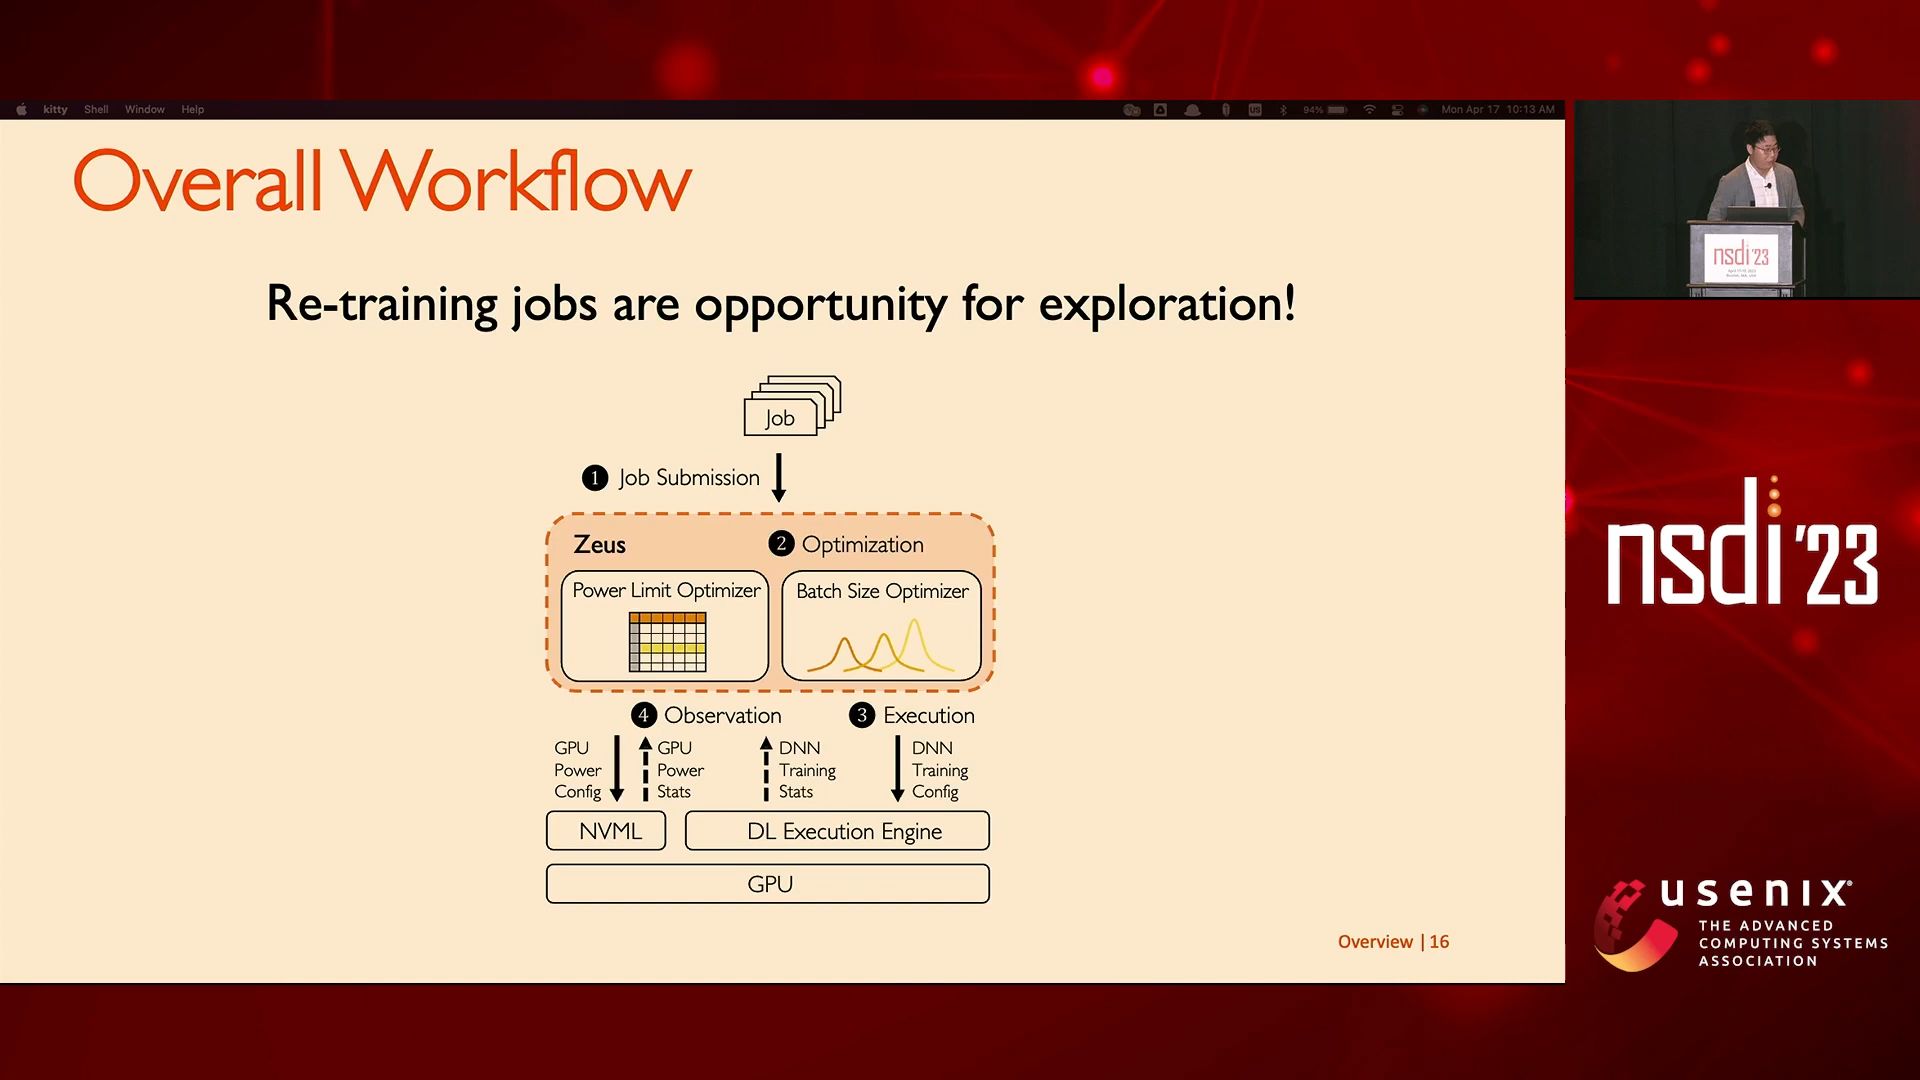 kitty Shell Window Help
94% Mon Apr 17 10:13 AM
Overall Workflow
Re-training jobs are opportunity for exploration!
Job
1 Job Submission
Zeus
2 Optimization
Power Limit Optimizer
Batch Size Optimizer
4 Observation
3 Execution
GPU
Power
Config
GPU
Power
Stats
DNN
Training
Stats
DNN
Training
Config
NVML
DL Execution Engine
GPU
Overview | 16
nsdi '23
nsdi '23
usenix®
THE ADVANCED
COMPUTING SYSTEMS
ASSOCIATION